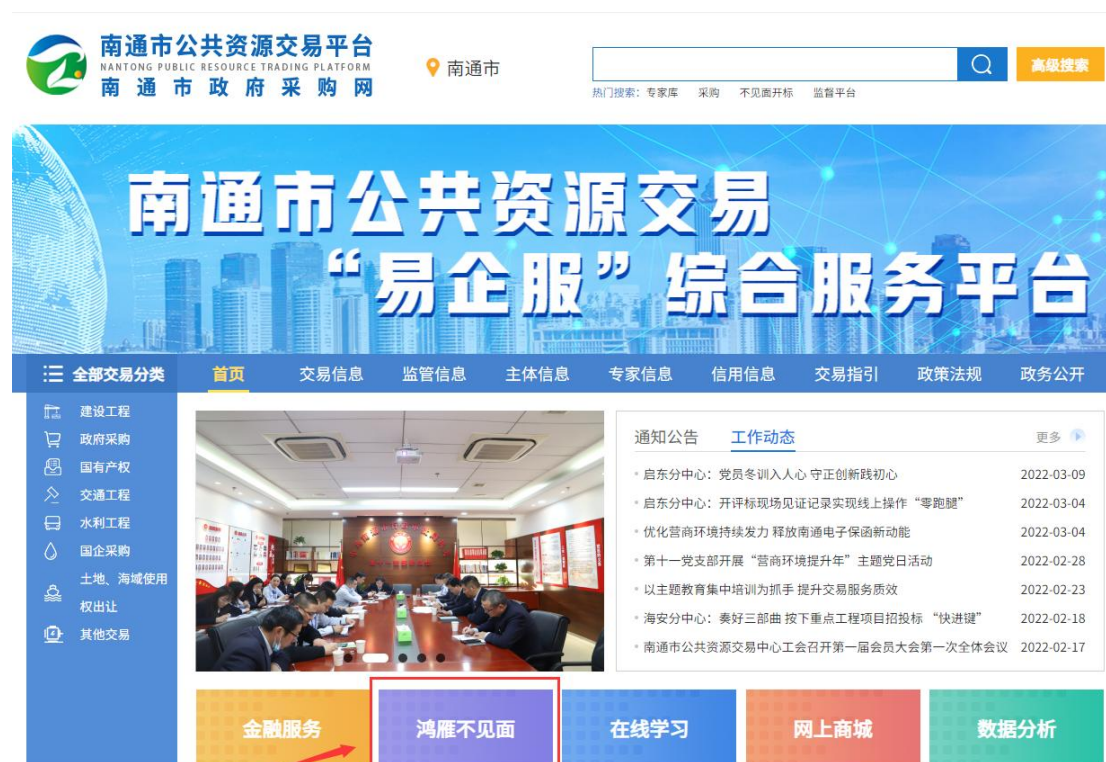 南通市公共资源交易平台
NANTONG PUBLIC RESOURCE TRADING PLATFORM
南通市政府采购网
南通市
高级搜索
热门搜索： 专家库 采购 不见面开标 监督平台
南通市公共资源交易
“易企服”综合服务平台
全部交易分类 首页 交易信息 监管信息 主体信息 专家信息 信用信息 交易指引 政策法规 政务公开
建设工程
政府采购
国有产权
交通工程
水利工程
国企采购
土地、海域使用
权出让
其他交易
通知公告 工作动态 更多
启东分中心：党员冬训入人心 守正创新践初心 2022-03-09
启东分中心：开评标现场见证记录实现线上操作“零跑腿” 2022-03-04
优化营商环境持续发力 释放南通电子保函新动能 2022-03-04
第十一党支部开展“营商环境提升年”主题党日活动 2022-02-28
以主题教育集中培训为抓手 提升交易服务质效 2022-02-23
海安分中心：奏好三部曲 按下重点工程项目招投标 “快进键” 2022-02-18
南通市公共资源交易中心工会召开第一届会员大会第一次全体会议 2022-02-17
金融服务 鸿雁不见面 在线学习 网上商城 数据分析